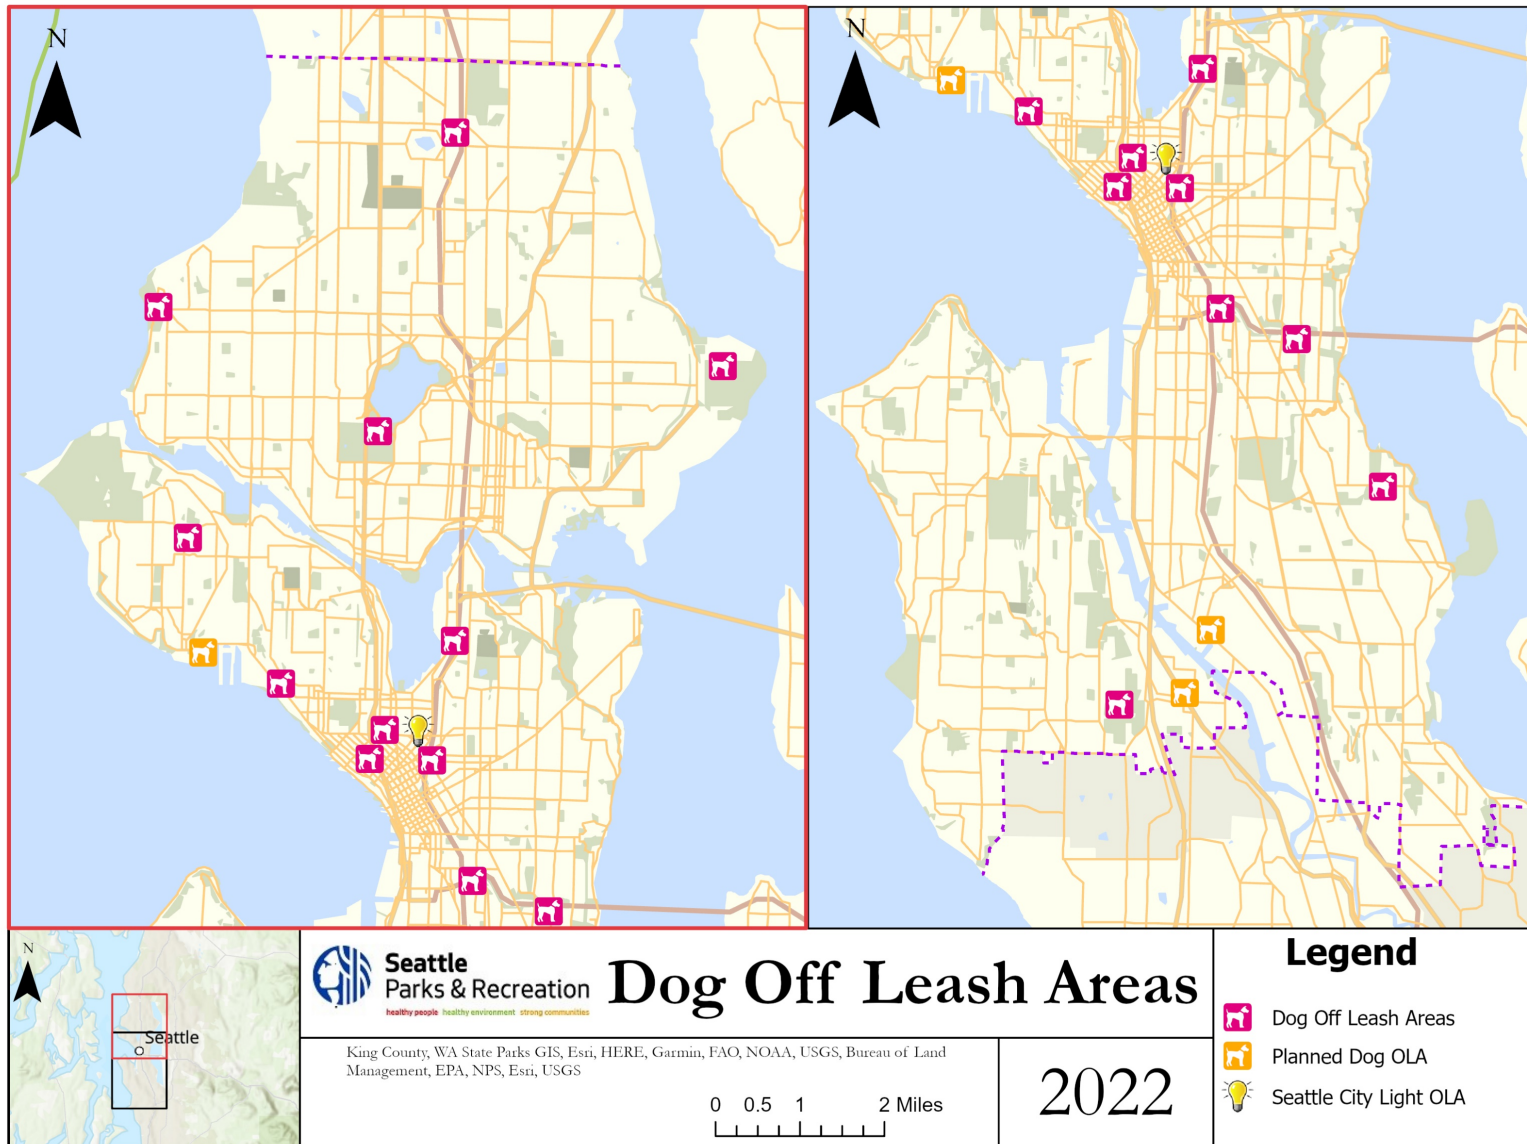 N
N
N
Seattle
Seattle
Parks & Recreation
healthy people healthy environment strong communities
Dog Off Leash Areas
King County, WA State Parks GIS, Esri, HERE, Garmin, FAO, NOAA, USGS, Bureau of Land
Management, EPA, NPS, Esri, USGS
0 0.5 1 2 Miles
2022
Legend
Dog Off Leash Areas
Planned Dog OLA
Seattle City Light OLA